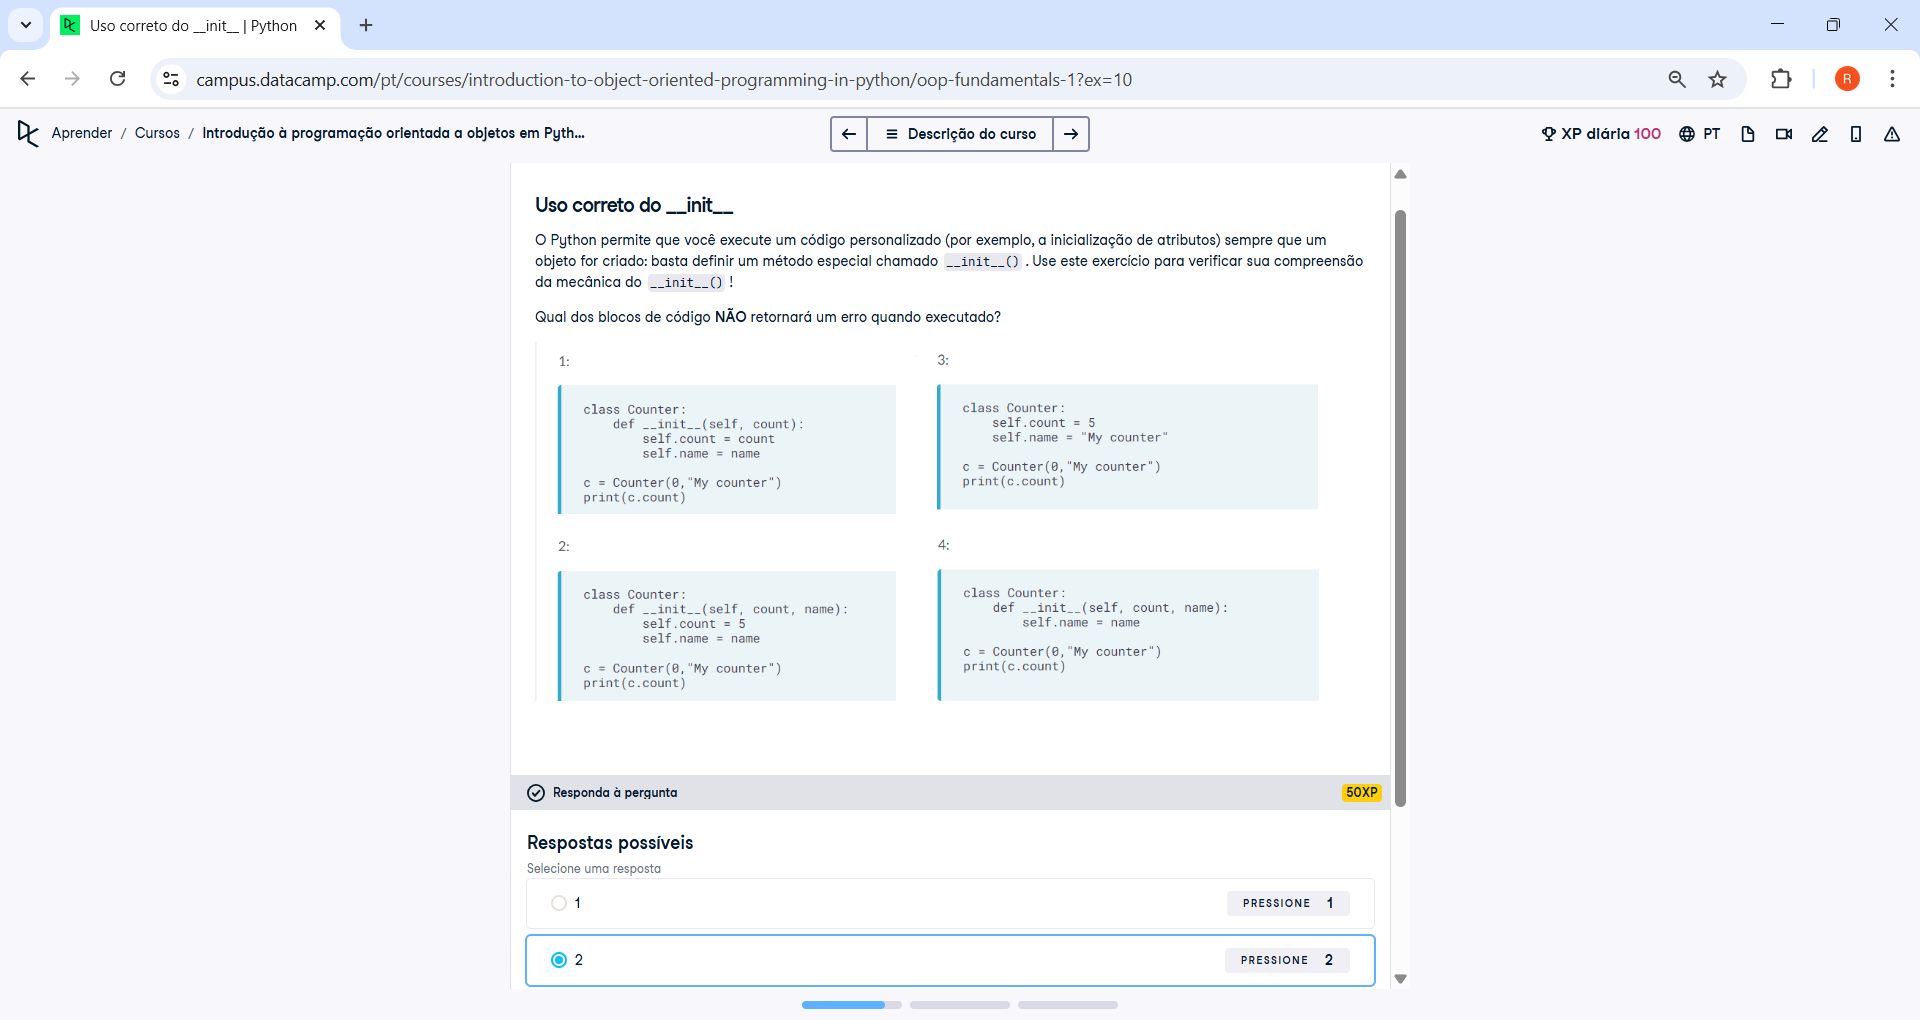 Uso correto do __init__ | Python
campus.datacamp.com/pt/courses/introduction-to-object-oriented-programming-in-python/oop-fundamentals-1?ex=10
R
Aprender / Cursos / Introdução à programação orientada a objetos em Pyth...
Descrição do curso
XP diária 100
PT
Uso correto do __init__
O Python permite que você execute um código personalizado (por exemplo, a inicialização de atributos) sempre que um
objeto for criado: basta definir um método especial chamado __init__() . Use este exercício para verificar sua compreensão
da mecânica do __init__() !
Qual dos blocos de código NÃO retornará um erro quando executado?
1:
class Counter:
    def __init__(self, count):
        self.count = count
        self.name = name
c = Counter(0,"My counter")
print(c.count)
2:
class Counter:
    def __init__(self, count, name):
        self.count = 5
        self.name = name
c = Counter(0,"My counter")
print(c.count)
3:
class Counter:
    self.count = 5
    self.name = "My counter"
c = Counter(0,"My counter")
print(c.count)
4:
class Counter:
    def __init__(self, count, name):
        self.name = name
c = Counter(0,"My counter")
print(c.count)
Responda à pergunta
50XP
Respostas possíveis
Selecione uma resposta
1
PRESSIONE 1
2
PRESSIONE 2